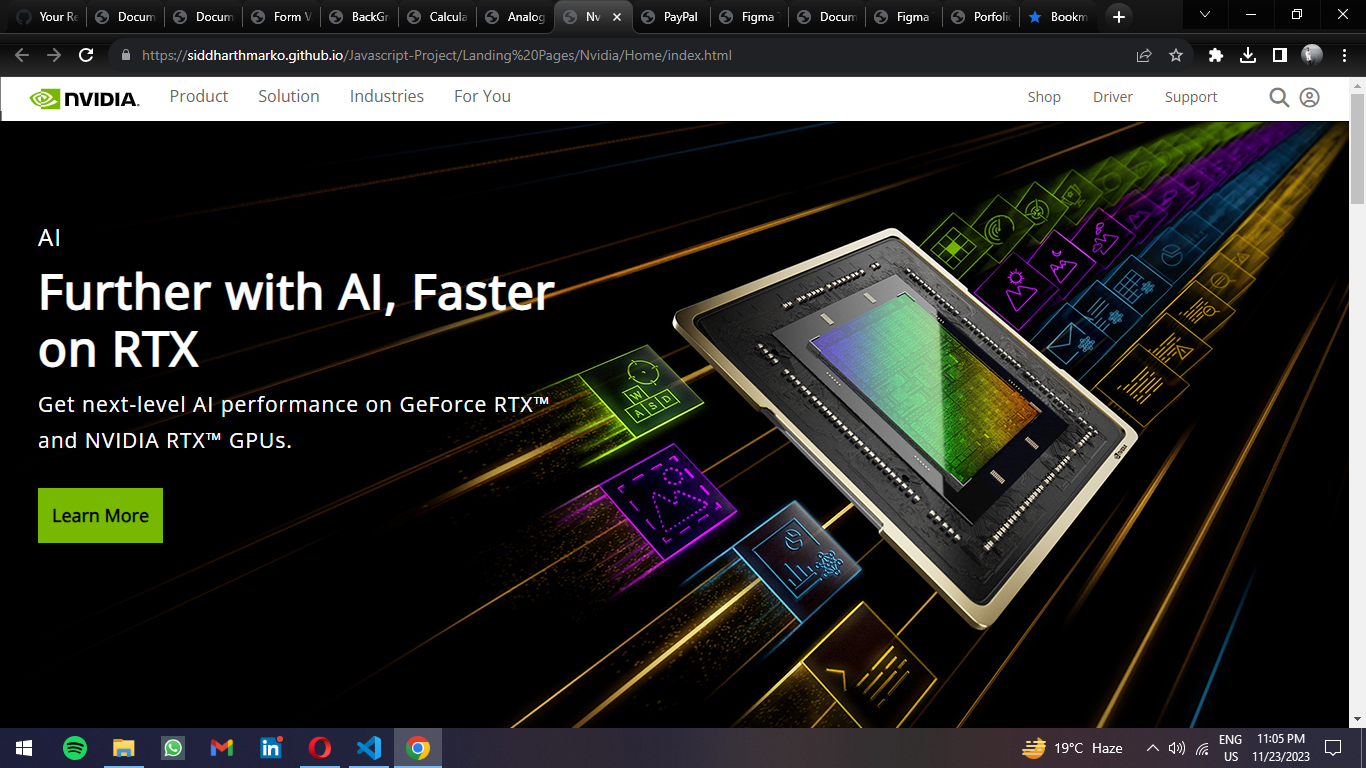 Your Re
Docum
Docum
Form V
BackGr
Calcula
Analog
Nv
PayPal
Figma
Docum
Figma
Porfolio
Bookm
https://siddharthmarko.github.io/Javascript-Project/Landing%20Pages/Nvidia/Home/index.html
NVIDIA. Product Solution Industries For You Shop Driver Support
AI
Further with AI, Faster
on RTX
Get next-level AI performance on GeForce RTX™
and NVIDIA RTX™ GPUs.
Learn More
W
A S D
19°C Haze
ENG
US
11:05 PM
11/23/2023